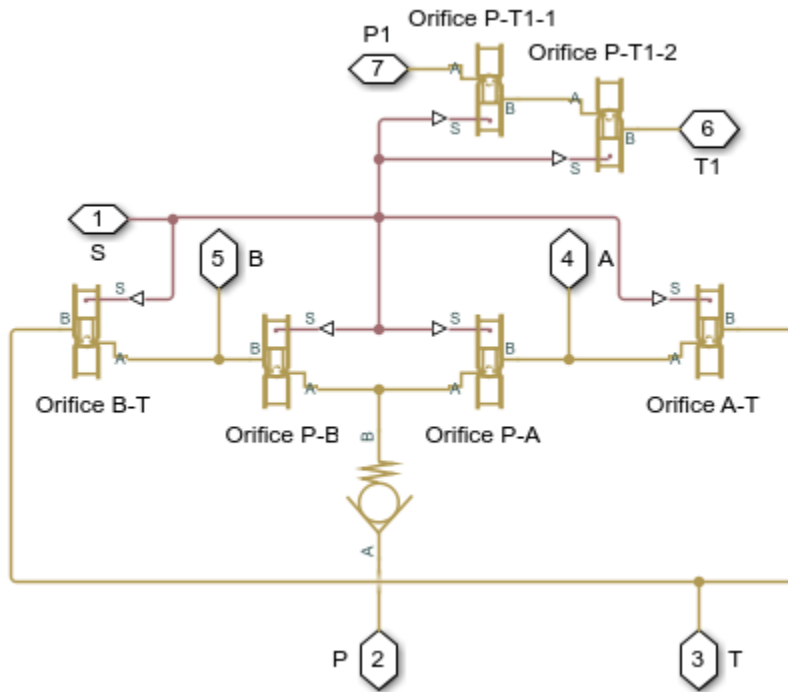 Orifice P-T1-1
P1
Orifice P-T1-2
7
A
B
A
S
B
6
S
T1
1
S
5
B
4
A
S
S
S
S
B
A
B
A
A
B
A
B
Orifice B-T
Orifice P-B
Orifice P-A
Orifice A-T
B
A
P
2
3
T